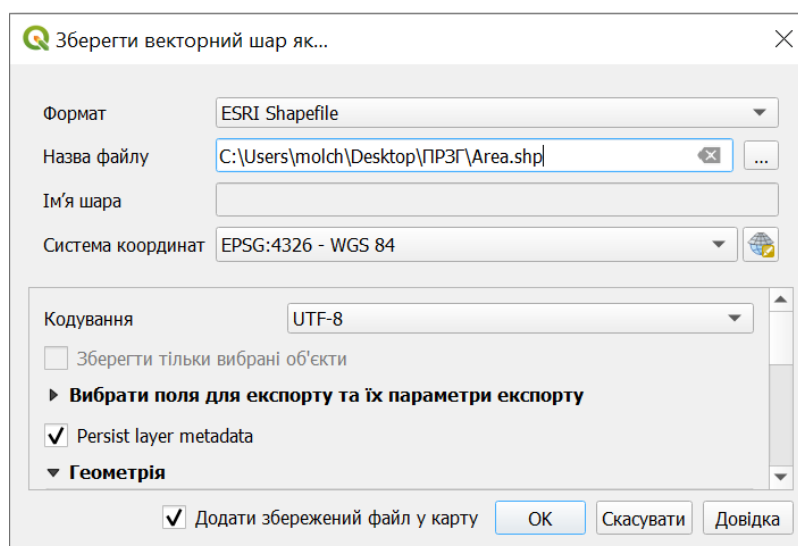 Зберегти векторний шар як...
Формат ESRI Shapefile
Назва файлу C:\Users\molch\Desktop\ПРЗГ\Area.shp ...
Ім'я шара
Система координат EPSG:4326 - WGS 84
Кодування UTF-8
Зберегти тільки вибрані об'єкти
Вибрати поля для експорту та їх параметри експорту
Persist layer metadata
Геометрія
Додати збережений файл у карту OK Скасувати Довідка